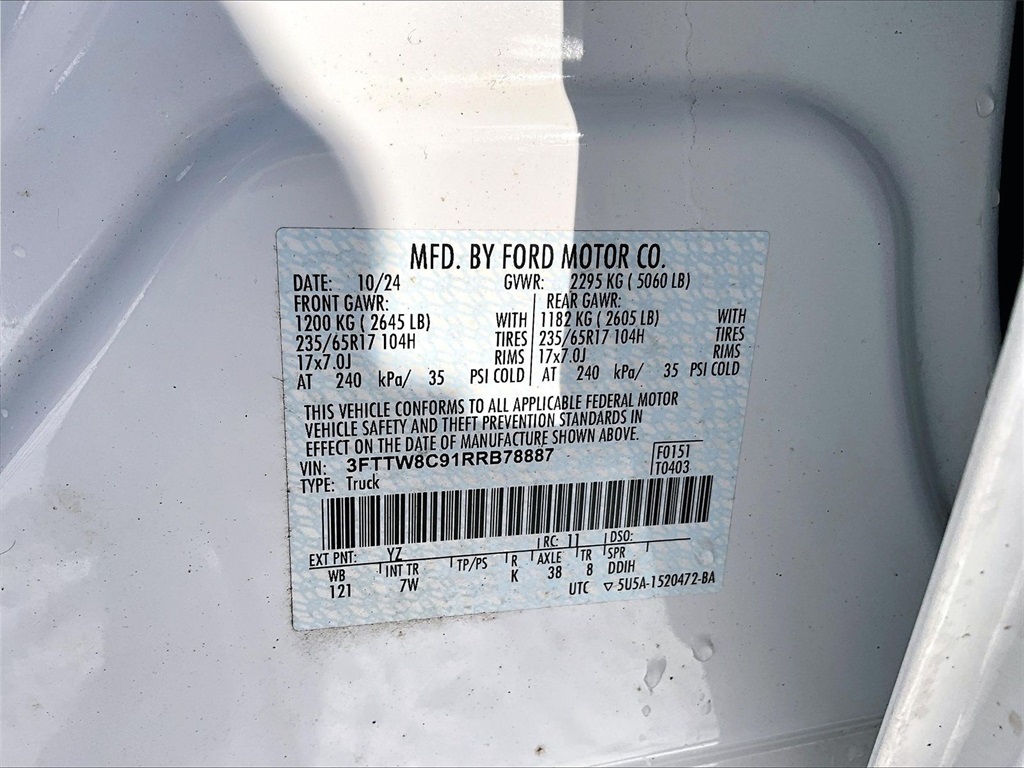 MFD. BY FORD MOTOR CO.
DATE: 10/24 GVWR: 2295 KG ( 5060 LB)
FRONT GAWR: REAR GAWR:
1200 KG ( 2645 LB) WITH 1182 KG ( 2605 LB) WITH
235/65R17 104H TIRES 235/65R17 104H TIRES
17x7.0J RIMS 17x7.0J RIMS
AT 240 kPa/ 35 PSI COLD AT 240 kPa/ 35 PSI COLD
THIS VEHICLE CONFORMS TO ALL APPLICABLE FEDERAL MOTOR
VEHICLE SAFETY AND THEFT PREVENTION STANDARDS IN
EFFECT ON THE DATE OF MANUFACTURE SHOWN ABOVE.
VIN: 3FTTW8C91RRB78887 F0151
TYPE: Truck T0403
EXT PNT: YZ RC: 11 DSO:
WB INT TR TP/PS R AXLE TR SPR
121 7W K 38 8 DDIH
UTC ▽ 5U5A-1520472-BA